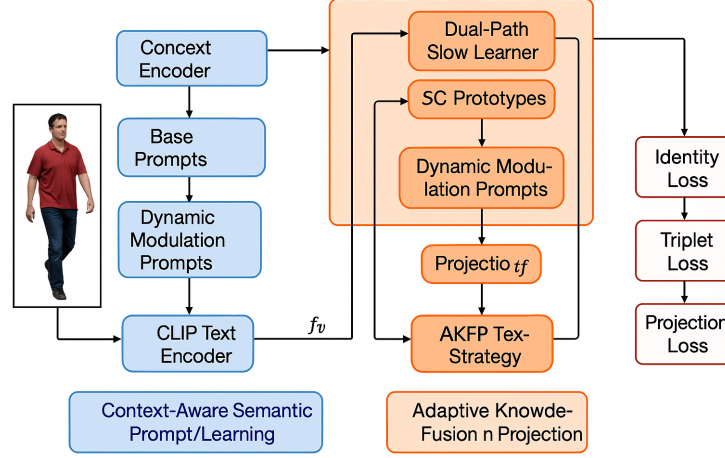 Concext
Encoder
Base
Prompts
Dynamic
Modulation
Prompts
CLIP Text
Encoder
fv
Context-Aware Semantic
Prompt/Learning
Dual-Path
Slow Learner
SC Prototypes
Dynamic Modu-
lation Prompts
Projectio tf
AKFP Tex-
Strategy
Adaptive Knowde-
Fusion n Projection
Identity
Loss
Triplet
Loss
Projection
Loss